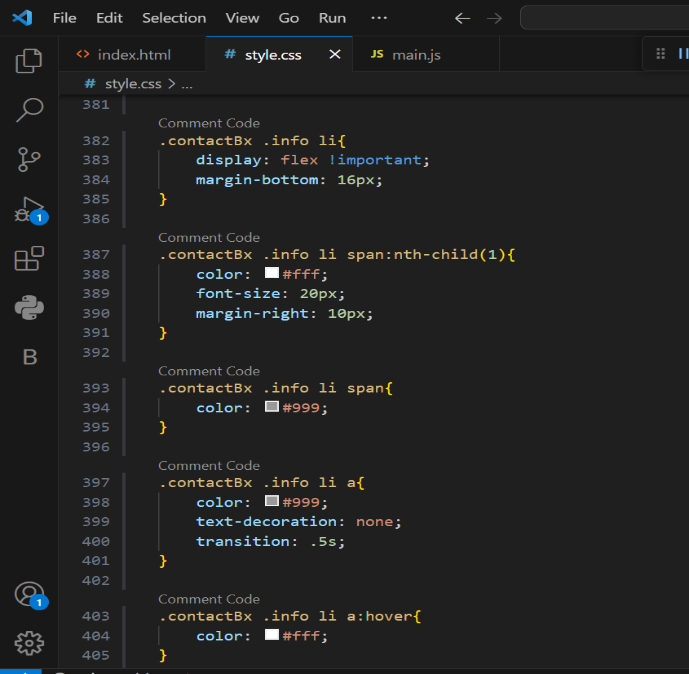 File Edit Selection View Go Run ...
index.html # style.css JS main.js
# style.css > ...
381
Comment Code
382 .contactBx .info li{
383 display: flex !important;
384 margin-bottom: 16px;
385 }
386
Comment Code
387 .contactBx .info li span:nth-child(1){
388 color: #fff;
389 font-size: 20px;
390 margin-right: 10px;
391 }
392
Comment Code
393 .contactBx .info li span{
394 color: #999;
395 }
396
Comment Code
397 .contactBx .info li a{
398 color: #999;
399 text-decoration: none;
400 transition: .5s;
401 }
402
Comment Code
403 .contactBx .info li a:hover{
404 color: #fff;
405 }
1
B
1